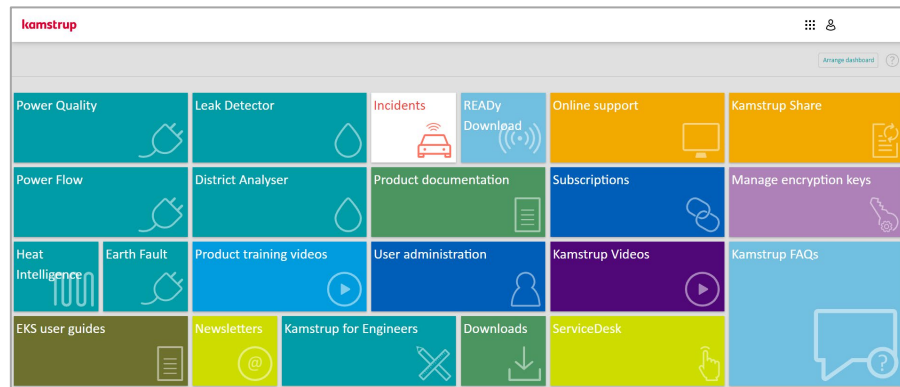 kamstrup
Arrange dashboard
?
Power Quality
Leak Detector
Incidents
READy
Download
Online support
Kamstrup Share
Power Flow
District Analyser
Product documentation
Subscriptions
Manage encryption keys
Heat
Intelligence
Earth Fault
Product training videos
User administration
Kamstrup Videos
Kamstrup FAQs
?
EKS user guides
Newsletters
@
Kamstrup for Engineers
Downloads
ServiceDesk